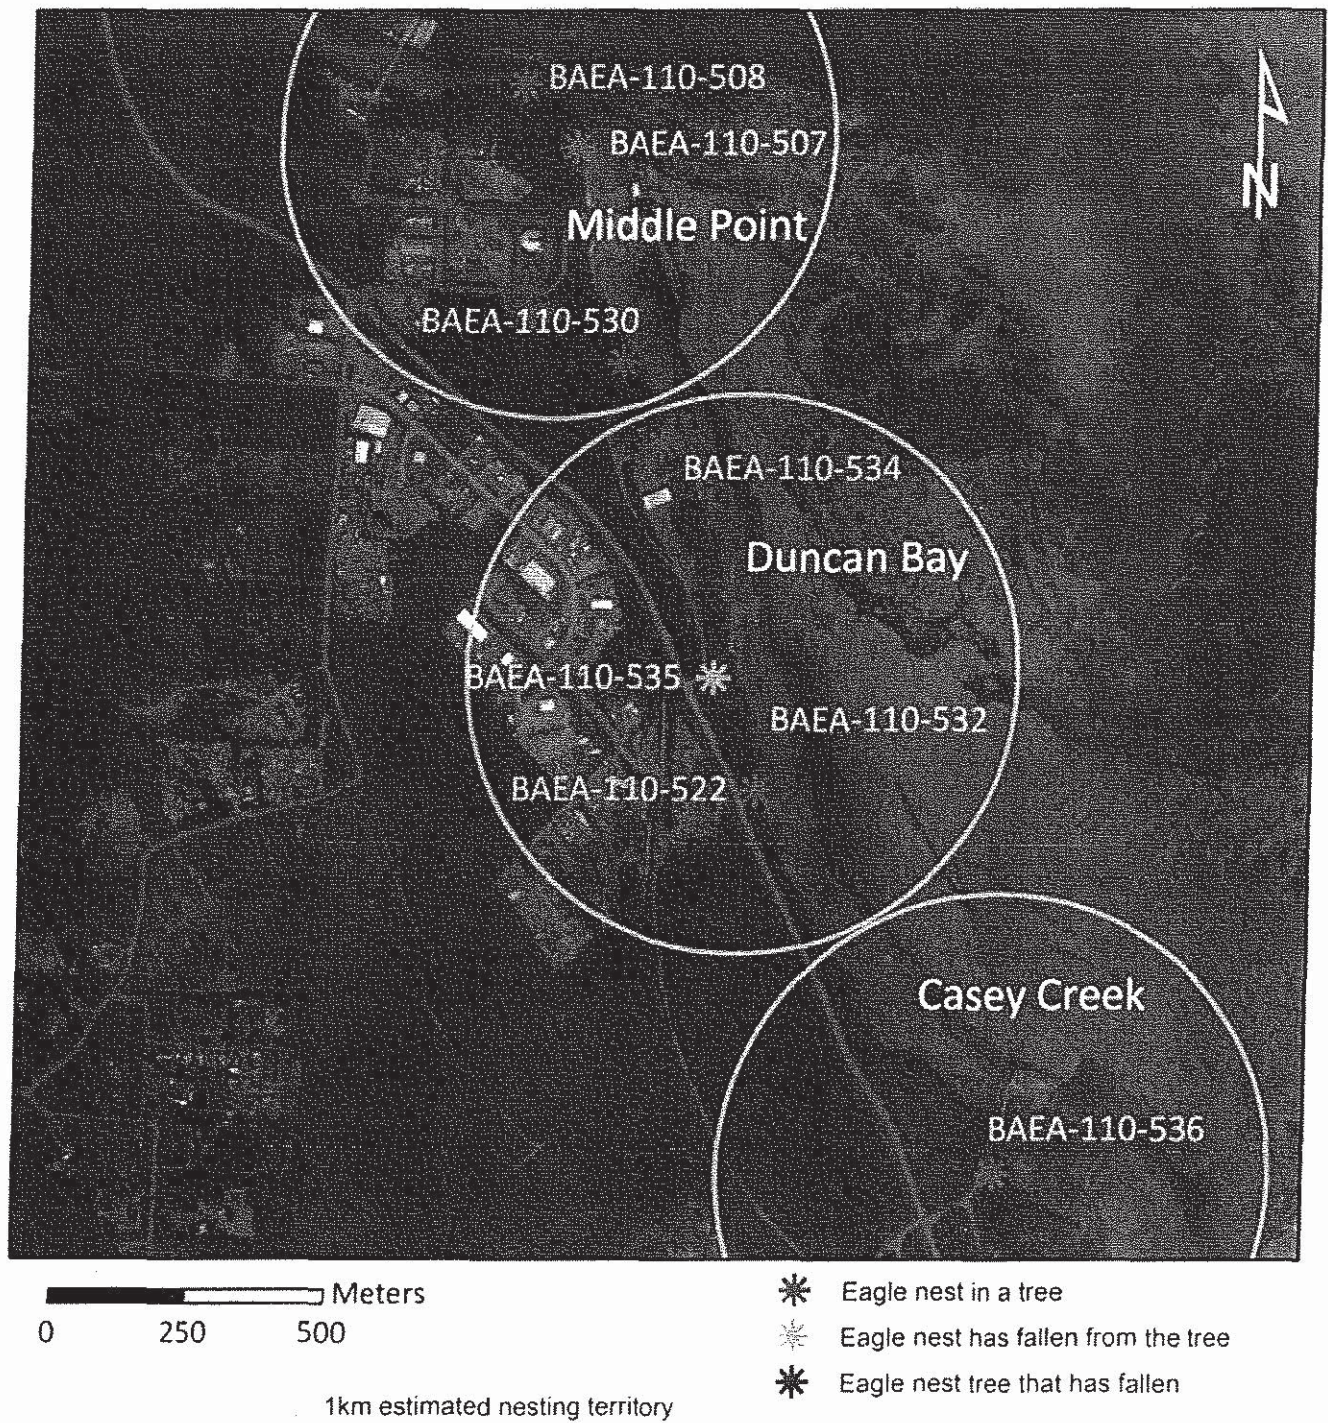 BAEA-110-508
BAEA-110-507
N
Middle Point
BAEA-110-530
BAEA-110-534
Duncan Bay
BAEA-110-535
BAEA-110-532
BAEA-110-522
Casey Creek
BAEA-110-536
Meters
0 250 500
Eagle nest in a tree
Eagle nest has fallen from the tree
Eagle nest tree that has fallen
1km estimated nesting territory